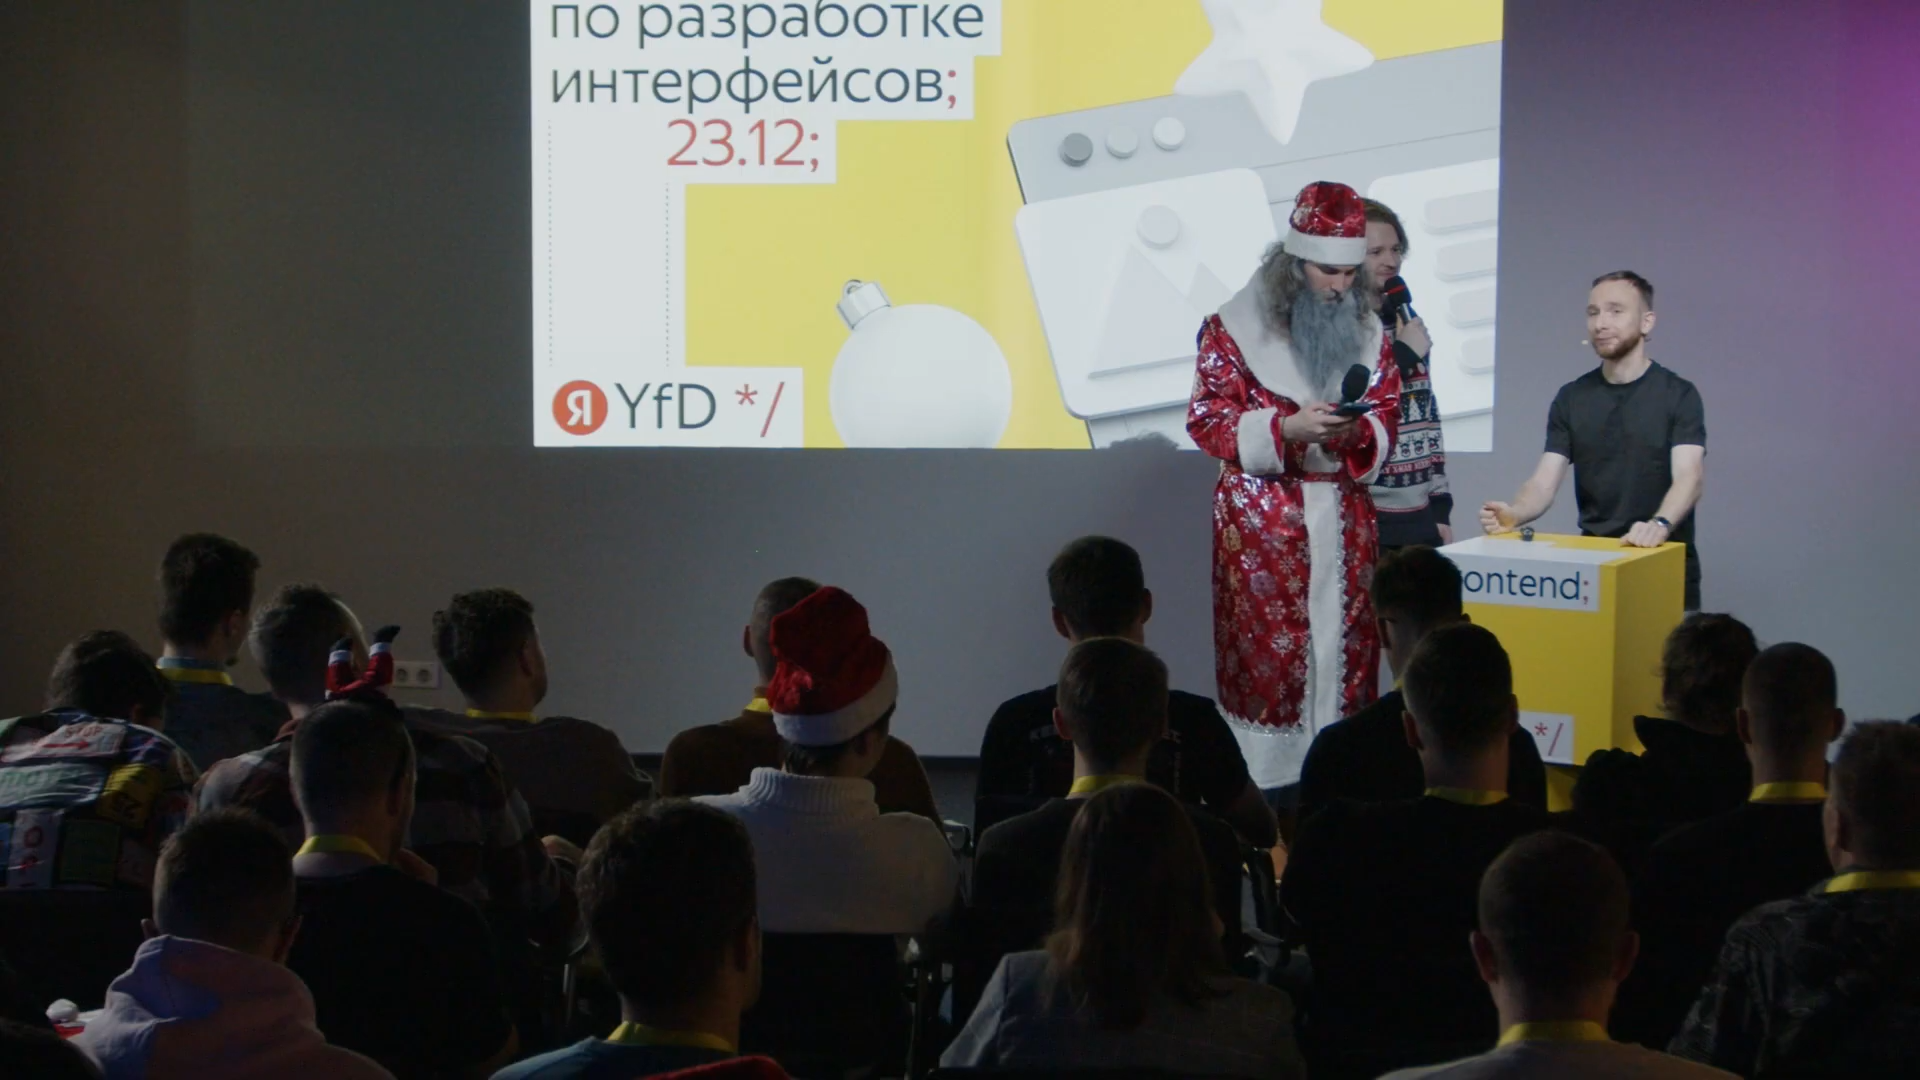 по разработке
интерфейсов;
23.12;
Я YfD */
ontend;
*/